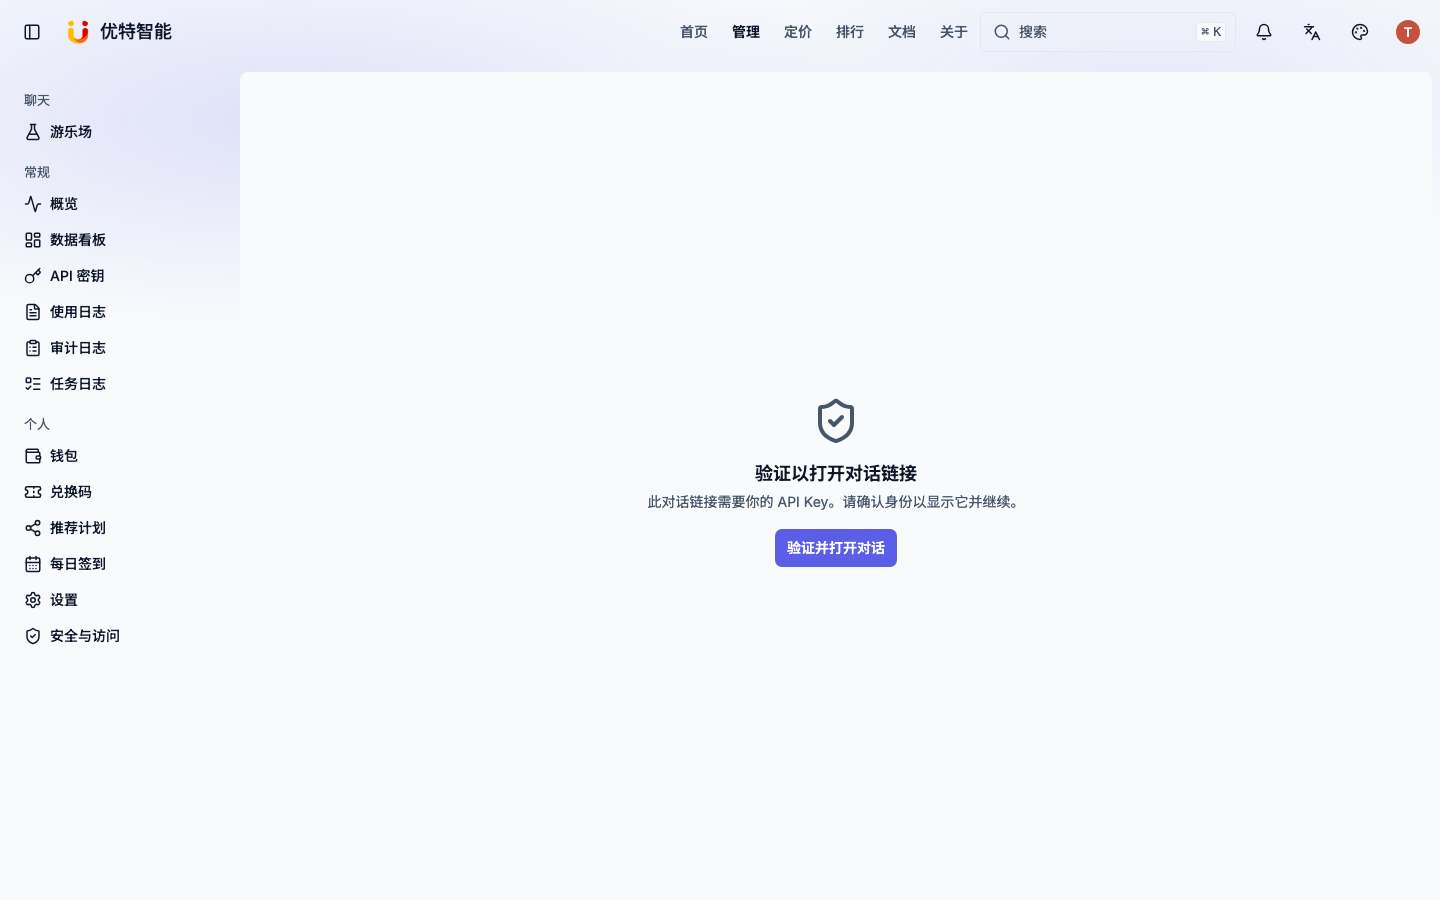 优特智能
首页
管理
定价
排行
文档
关于
搜索
⌘ K
T
聊天
游乐场
常规
概览
数据看板
API 密钥
使用日志
审计日志
任务日志
个人
钱包
兑换码
推荐计划
每日签到
设置
安全与访问
验证以打开对话链接
此对话链接需要你的 API Key。请确认身份以显示它并继续。
验证并打开对话